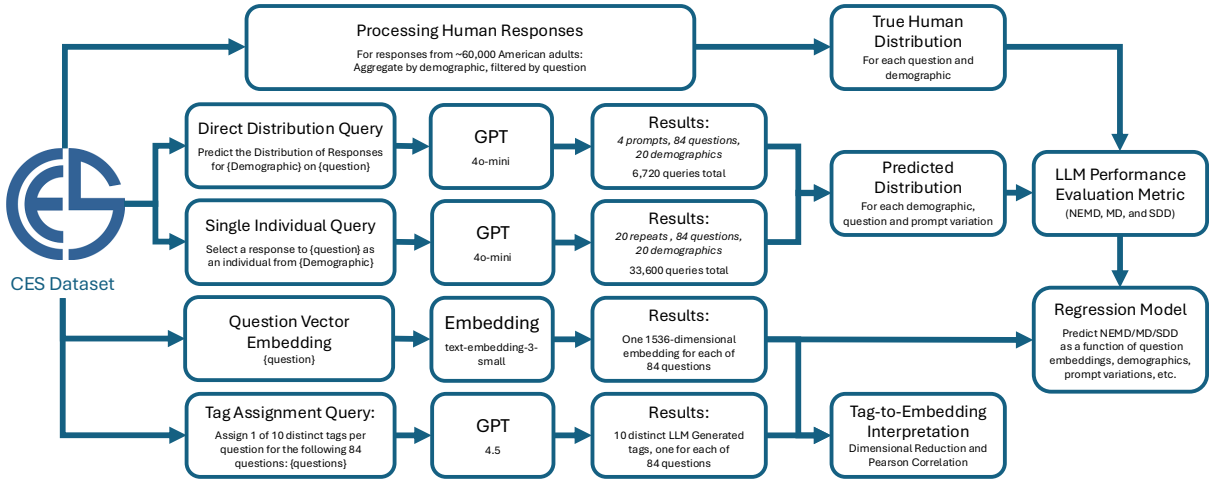 Processing Human Responses
For responses from ~60,000 American adults:
Aggregate by demographic, filtered by question
True Human
Distribution
For each question and
demographic
Direct Distribution Query
Predict the Distribution of Responses
for {Demographic} on {question}
GPT
4o-mini
Results:
4 prompts, 84 questions,
20 demographics
6,720 queries total
Single Individual Query
Select a response to {question} as
an individual from {Demographic}
GPT
4o-mini
Results:
20 repeats , 84 questions,
20 demographics
33,600 queries total
Predicted
Distribution
For each demographic,
question and prompt variation
LLM Performance
Evaluation Metric
(NEMD, MD, and SDD)
CES
CES Dataset
Question Vector
Embedding
{question}
Embedding
text-embedding-3-
small
Results:
One 1536-dimensional
embedding for each of
84 questions
Regression Model
Predict NEMD/MD/SDD
as a function of question
embeddings, demographics,
prompt variations, etc.
Tag Assignment Query:
Assign 1 of 10 distinct tags per
question for the following 84
questions: {questions}
GPT
4.5
Results:
10 distinct LLM Generated
tags, one for each of
84 questions
Tag-to-Embedding
Interpretation
Dimensional Reduction and
Pearson Correlation